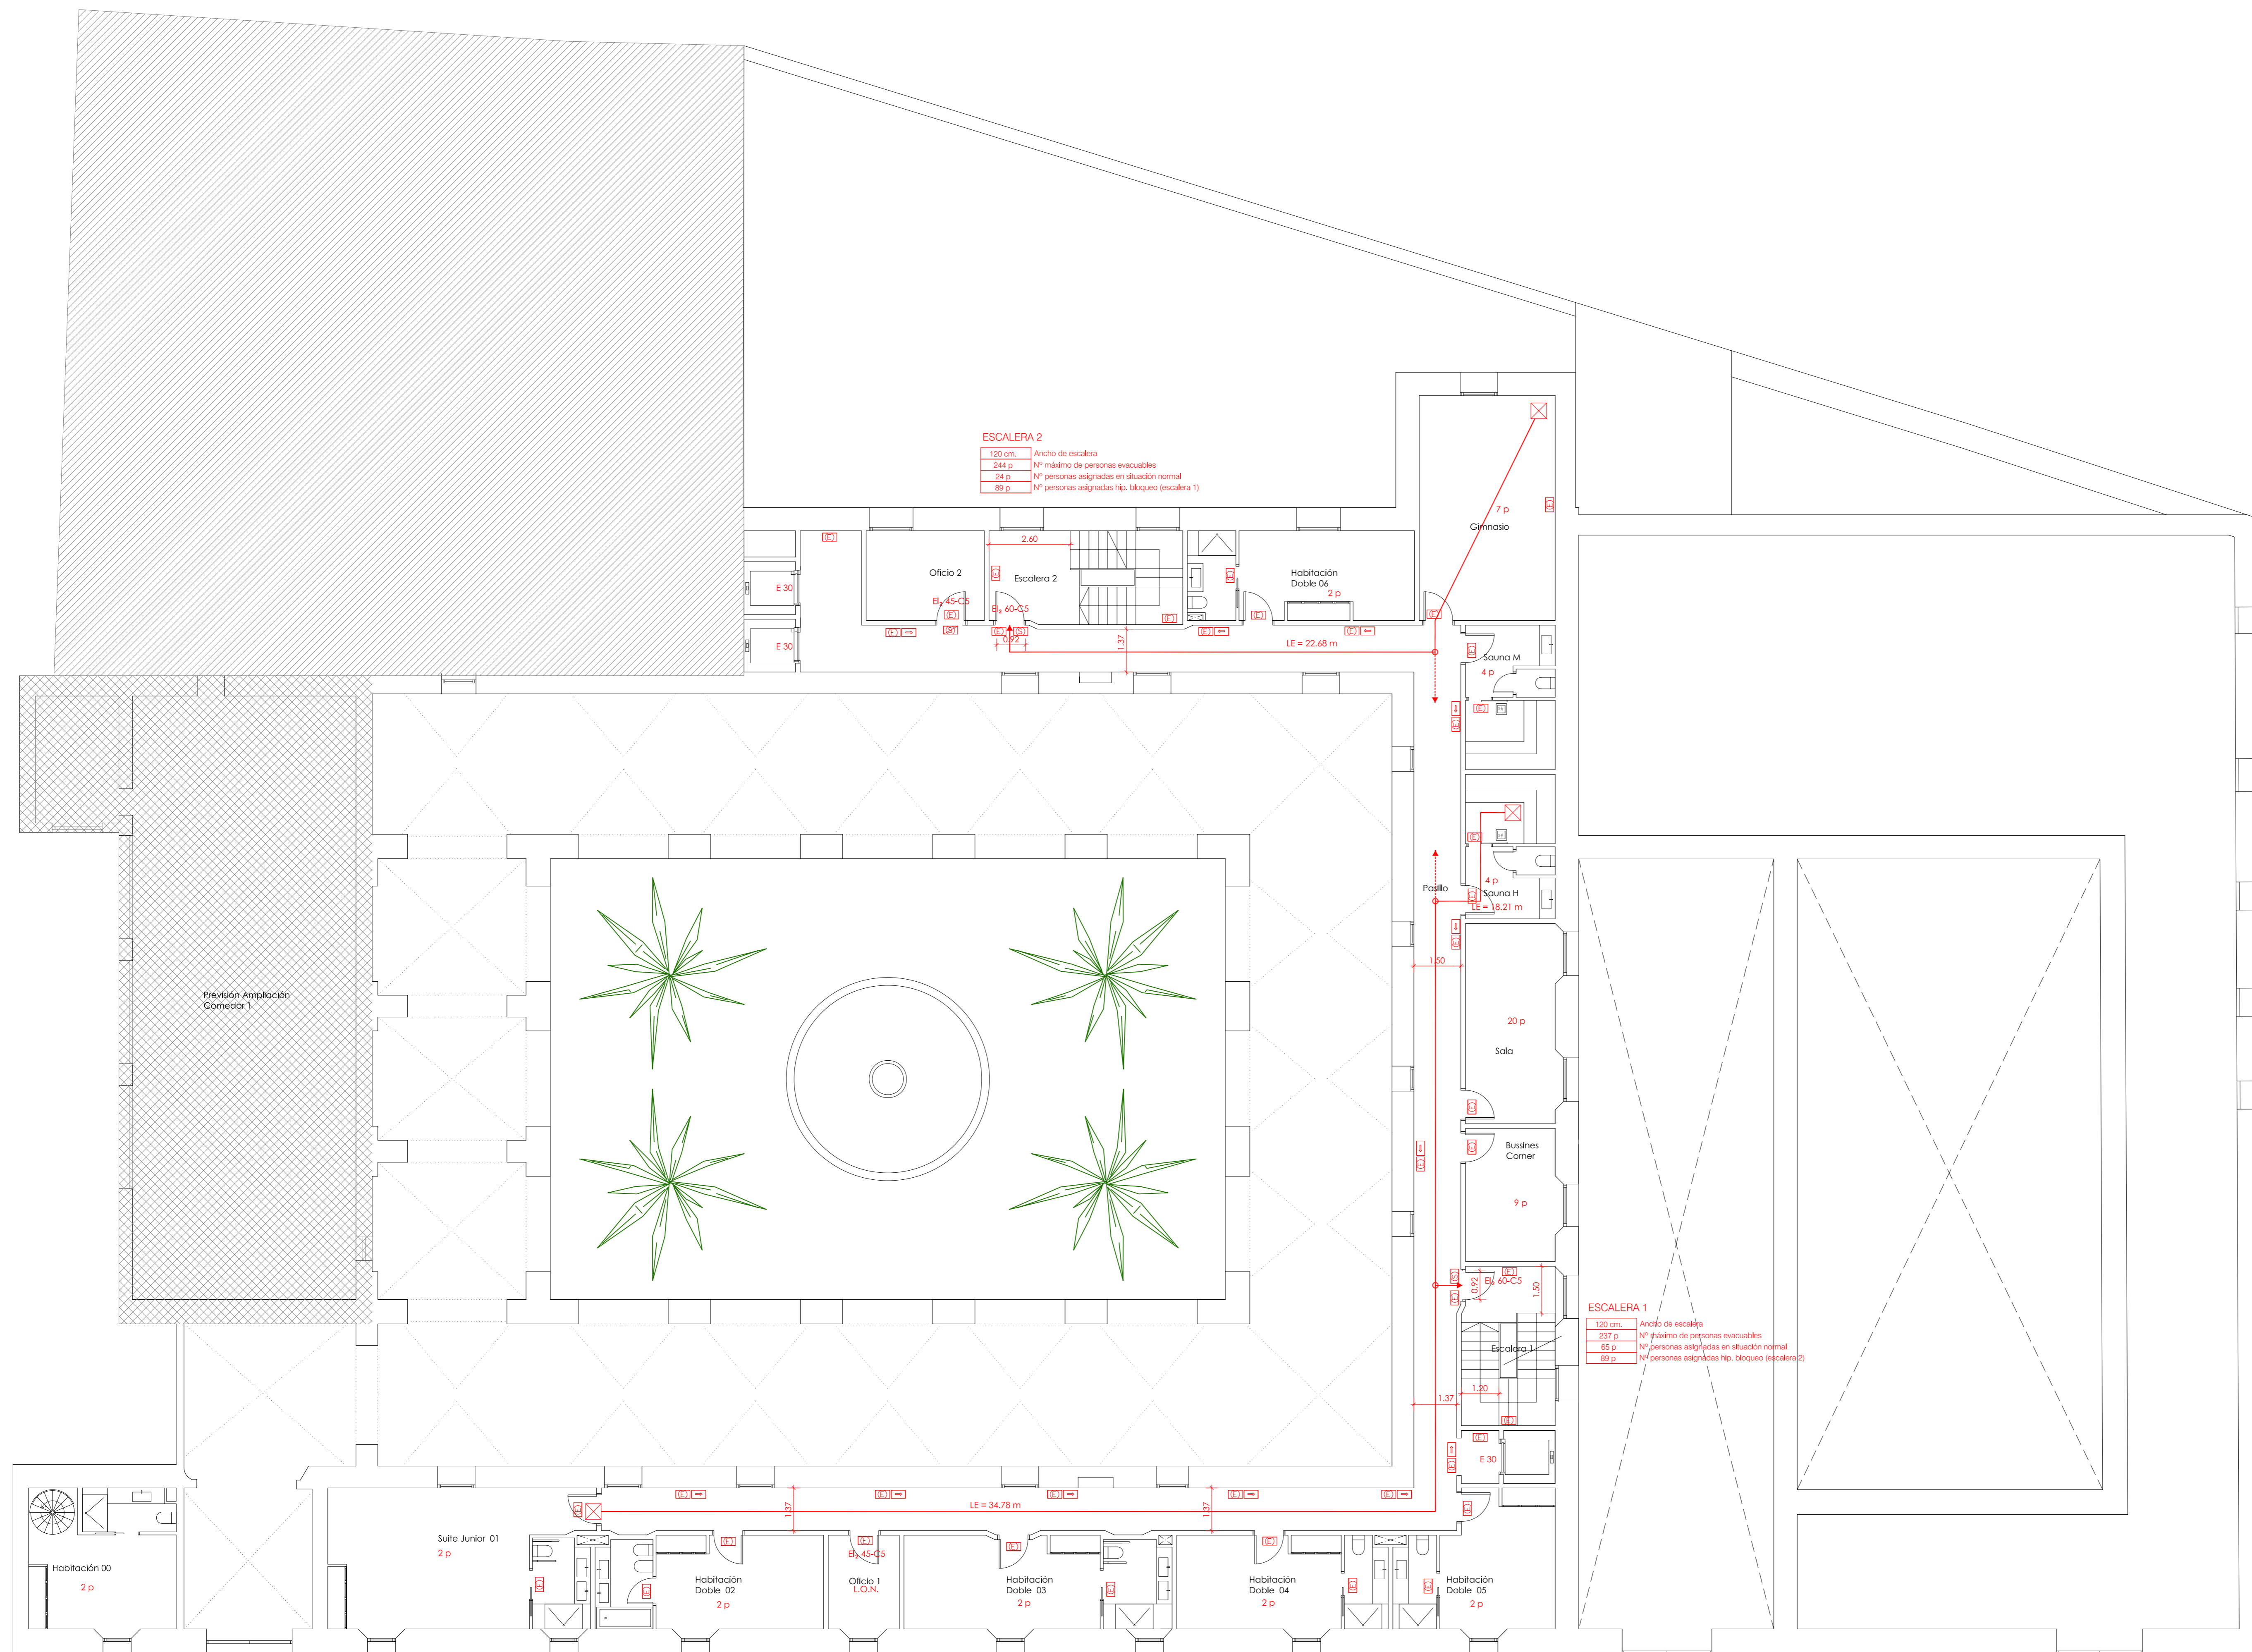 ESCALERA 2
120 cm. Ancho de escalera
244 p Nº máximo de personas evacuables
24 p Nº personas asignadas en situación normal
89 p Nº personas asignadas hip. bloqueo (escalera 1)
7 p
Gimnasio
(E)
(E)
2.60
Oficio 2
(E)
Escalera 2
(E)
Habitación
Doble 06
2 p
E 30
EI₂ 45-C5
EI₂ 60-C5
(E)
(E)
(E)
(E)
(E)
(S)
(E)
(S)
(E)
(E)
0.92
1.37
LE = 22.68 m
E 30
(E)
Sauna M
4 p
(E)
(E)
(E)
4 p
Pasillo
(E)
Sauna H
LE = 18.21 m
(E)
1.50
Previsión Ampliación
Comedor 1
20 p
Sala
(E)
(E)
Bussines
Corner
(E)
9 p
(S)
(E)
0.92
EI₂ 60-C5
(E)
1.50
ESCALERA 1
120 cm. Ancho de escalera
237 p Nº máximo de personas evacuables
65 p Nº personas asignadas en situación normal
89 p Nº personas asignadas hip. bloqueo (escalera 2)
Escalera 1
1.20
1.37
(E)
(E)
(E)
E 30
(E)
(E)
(E)
(E)
(E)
1.37
LE = 34.78 m
1.37
(E)
(E)
Suite Junior 01
2 p
(E)
(E)
(E)
(E)
EI₂ 45-C5
Habitación 00
2 p
(E)
(E)
Habitación
Doble 02
2 p
Oficio 1
L.O.N.
Habitación
Doble 03
2 p
(E)
Habitación
Doble 04
2 p
(E)
(E)
Habitación
Doble 05
2 p